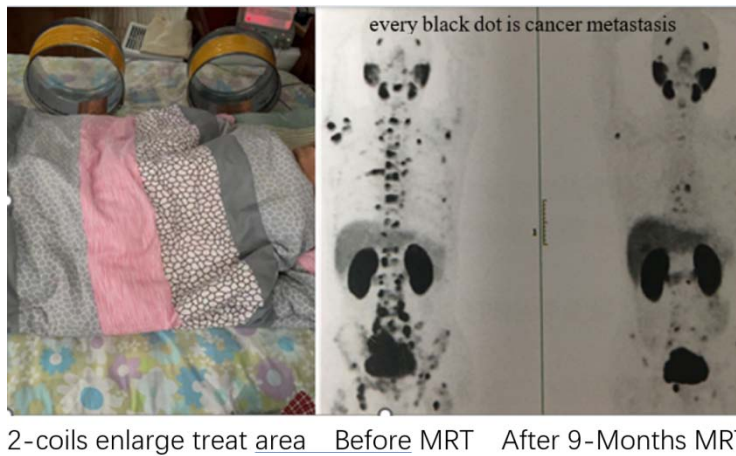 every black dot is cancer metastasis
2-coils enlarge treat area Before MRT After 9-Months MRT